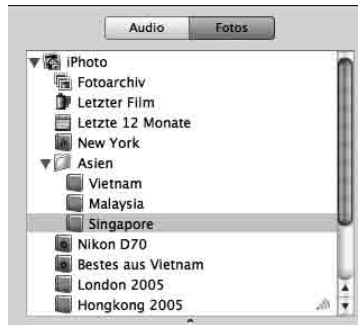 Audio Fotos
iPhoto
Fotoarchiv
Letzter Film
Letzte 12 Monate
New York
Asien
Vietnam
Malaysia
Singapore
Nikon D70
Bestes aus Vietnam
London 2005
Hongkong 2005